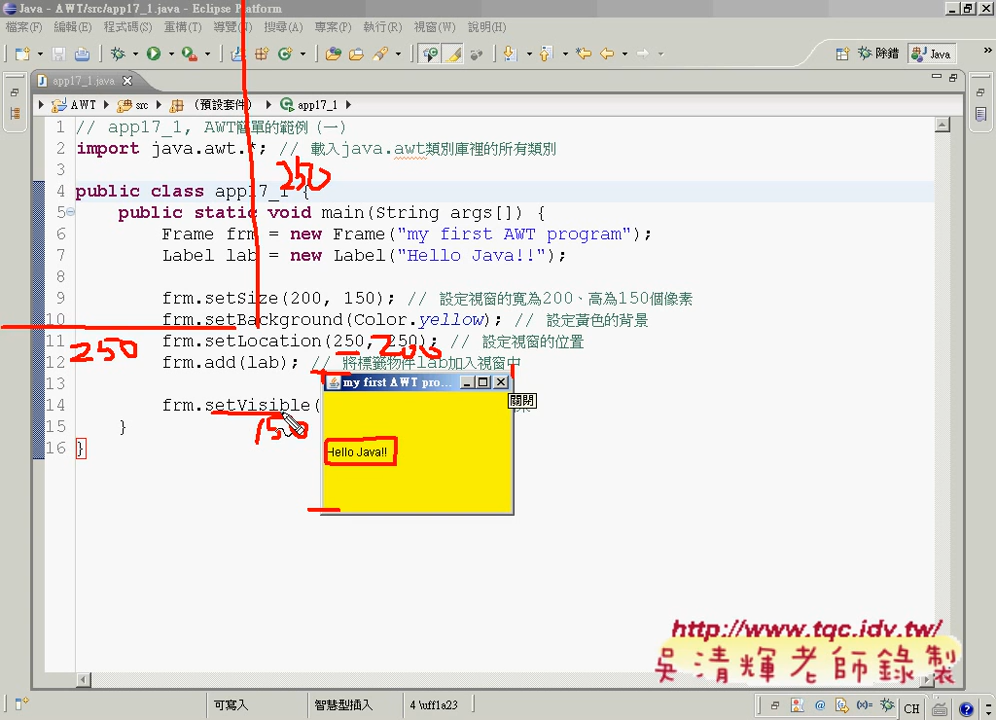 Java - AWT/src/app17_1.java - Eclipse Platform
檔案(F) 編輯(E) 程式碼(S) 重構(T) 導覽(N) 搜尋(A) 專案(P) 執行(R) 視窗(W) 說明(H)
除錯 Java
app17_1.java
AWT src (預設套件) app17_1
1 // app17_1, AWT簡單的範例(一)
2 import java.awt.*; // 載入java.awt類別庫裡的所有類別
3
250
4 public class app17_1 {
5 public static void main(String args[]) {
6 Frame frm = new Frame("my first AWT program");
7 Label lab = new Label("Hello Java!!");
8
9 frm.setSize(200, 150); // 設定視窗的寬為200、高為150個像素
10 frm.setBackground(Color.yellow); // 設定黃色的背景
11 frm.setLocation(250, 250); // 設定視窗的位置
250 200
12 frm.add(lab); // 將標籤物件lab加入視窗中
13
my first AWT pro...
關閉
14 frm.setVisible(
150
15 }
16 }
Hello Java!!
http://www.tqc.idv.tw/
吳清輝老師錄製
可寫入 智慧型插入 4 \uff1a23
CH